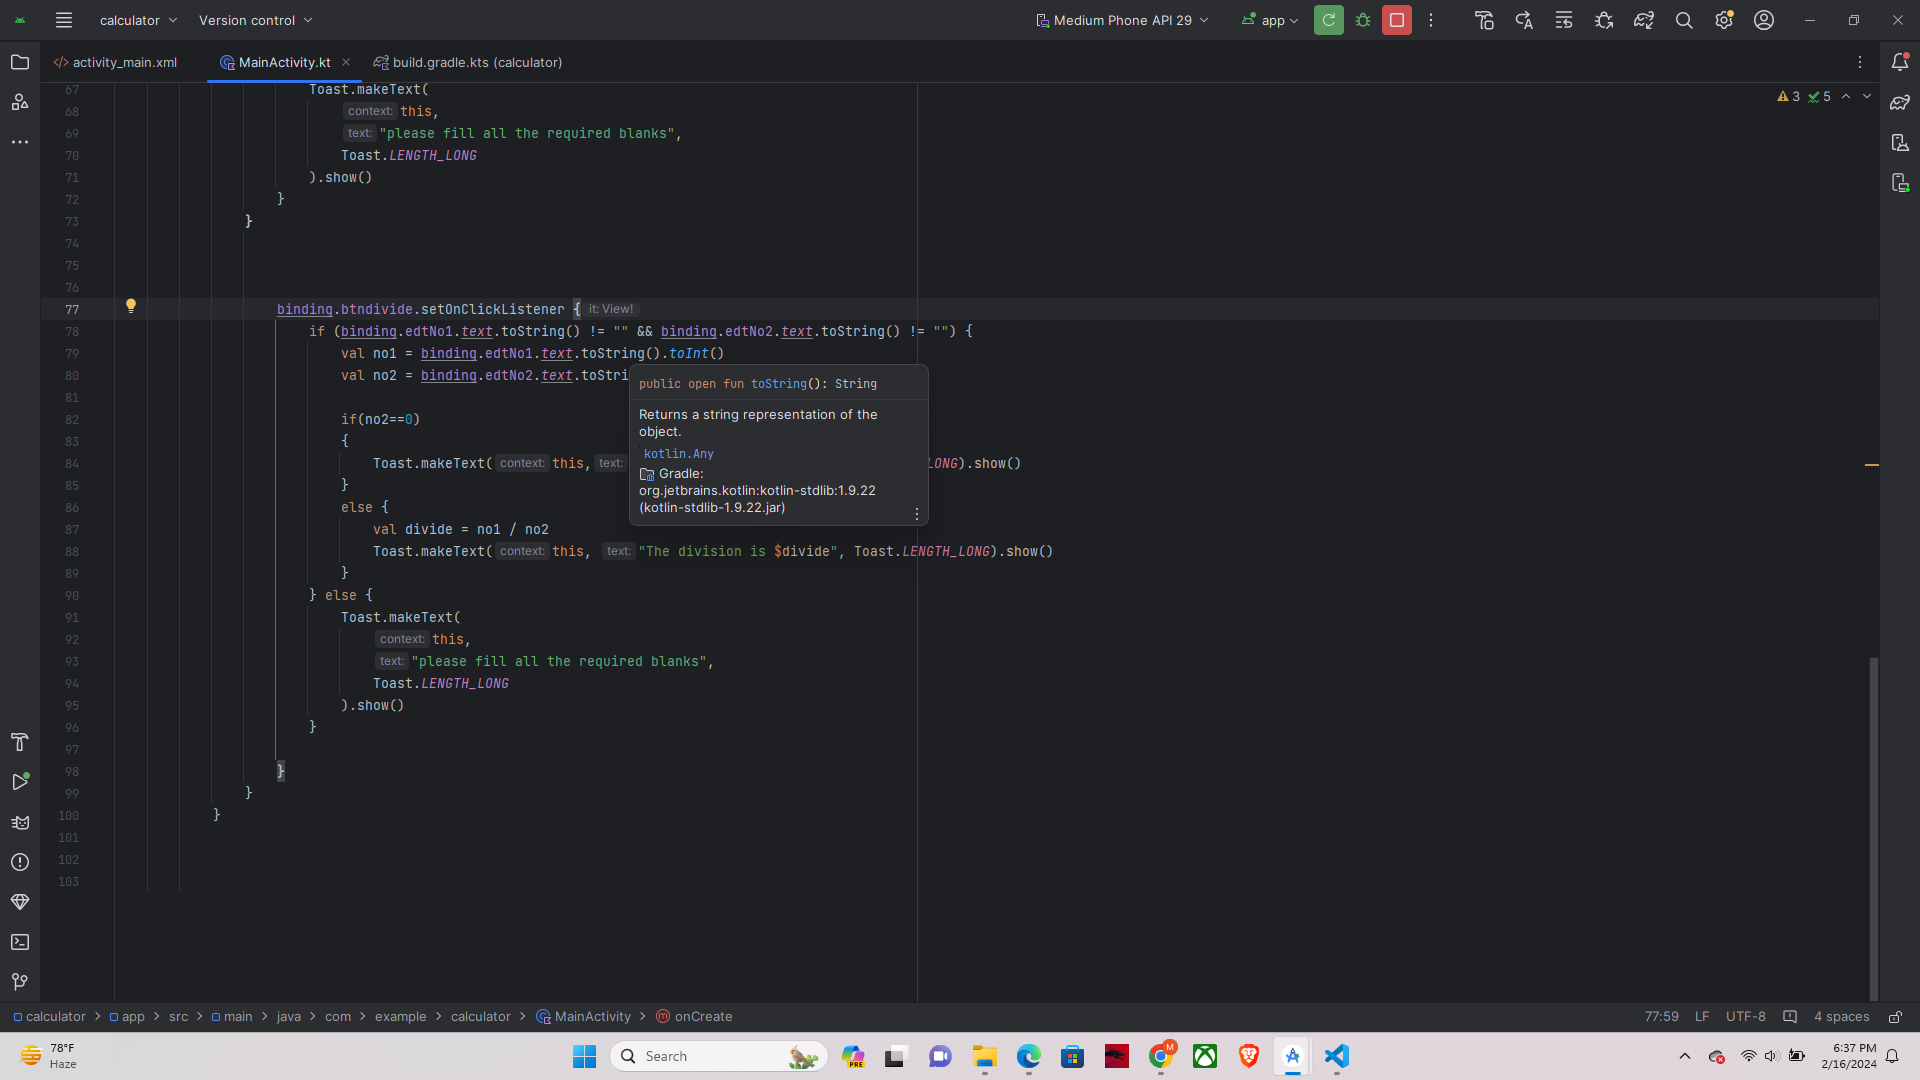 calculator Version control Medium Phone API 29 app
activity_main.xml MainActivity.kt build.gradle.kts (calculator)
67 Toast.makeText(
3 5
68 context: this,
69 text: "please fill all the required blanks",
70 Toast.LENGTH_LONG
71 ).show()
72 }
73 }
74
75
76
77 binding.btndivide.setOnClickListener { it: View!
78 if (binding.edtNo1.text.toString() != "" && binding.edtNo2.text.toString() != "") {
79 val no1 = binding.edtNo1.text.toString().toInt()
80 val no2 = binding.edtNo2.text.toStri
public open fun toString(): String
81
Returns a string representation of the
object.
82 if(no2==0)
83 {
kotlin.Any
84 Toast.makeText( context: this, text: ONG).show()
Gradle:
85 }
org.jetbrains.kotlin:kotlin-stdlib:1.9.22
(kotlin-stdlib-1.9.22.jar)
86 else {
87 val divide = no1 / no2
88 Toast.makeText( context: this, text: "The division is $divide", Toast.LENGTH_LONG).show()
89 }
90 } else {
91 Toast.makeText(
92 context: this,
93 text: "please fill all the required blanks",
94 Toast.LENGTH_LONG
95 ).show()
96 }
97
98 }
99 }
100 }
101
102
103
calculator > app > src > main > java > com > example > calculator > MainActivity > onCreate 77:59 LF UTF-8 4 spaces
78°F
Haze
Search
PRE
M
6:37 PM
2/16/2024